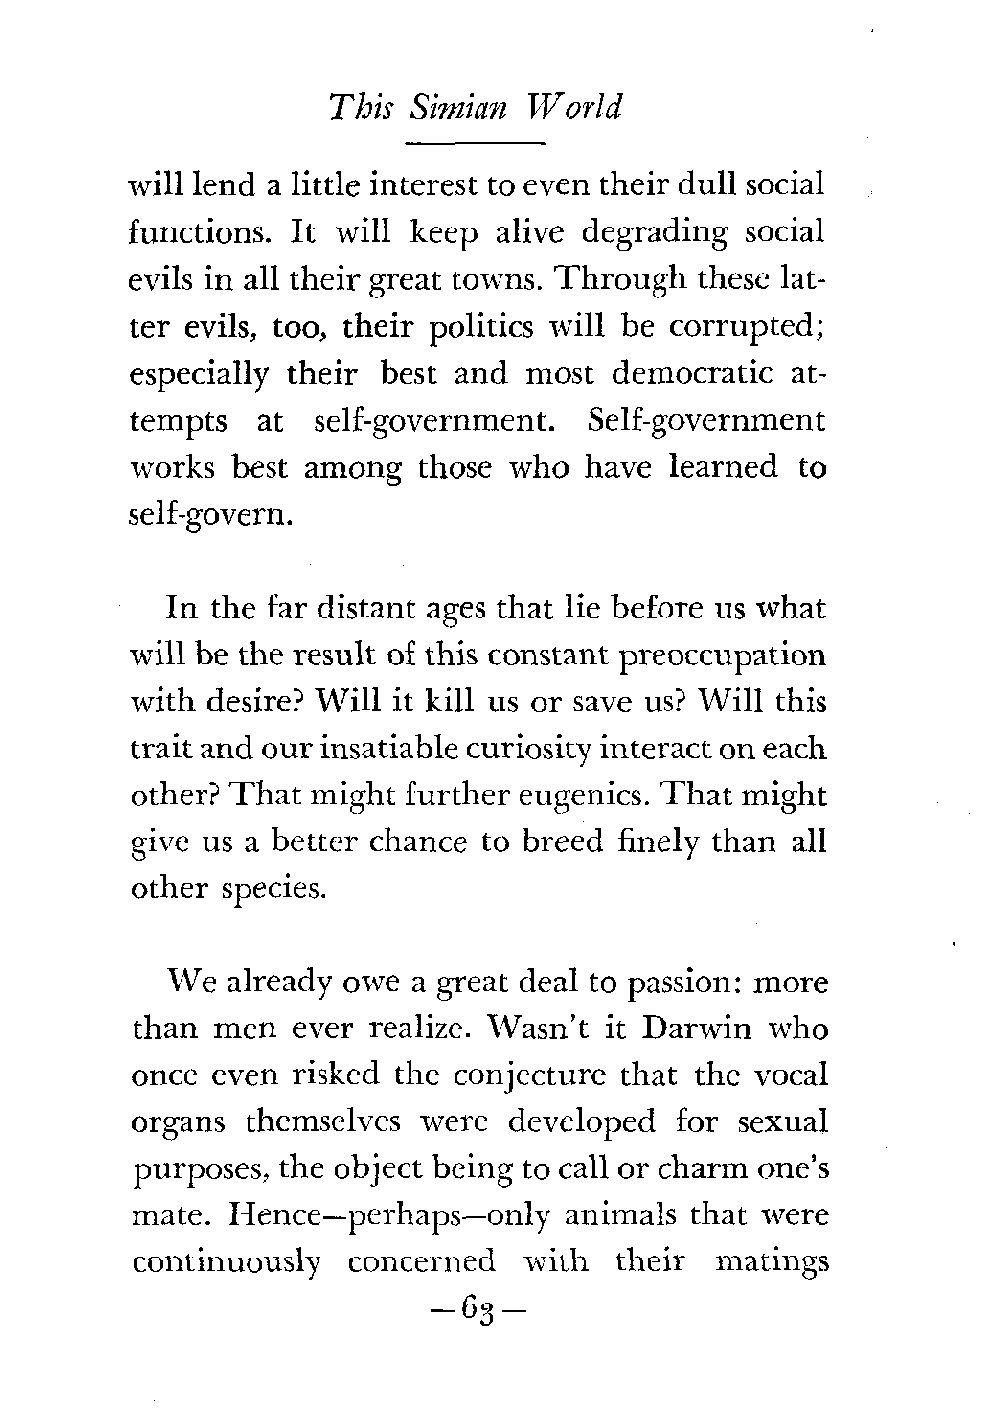 This Simian World
will lend a little interest to even their dull social
functions. It will keep alive degrading social
evils in all their great towns. Through these lat-
ter evils, too, their politics will be corrupted;
especially their best and most democratic at-
tempts at self-government. Self-government
works best among those who have learned to
self-govern.
In the far distant ages that lie before us what
will be the result of this constant preoccupation
with desire? Will it kill us or save us? Will this
trait and our insatiable curiosity interact on each
other? That might further eugenics. That might
give us a better chance to breed finely than all
other species.
We already owe a great deal to passion: more
than men ever realize. Wasn't it Darwin who
once even risked the conjecture that the vocal
organs themselves were developed for sexual
purposes, the object being to call or charm one's
mate. Hence—perhaps—only animals that were
continuously concerned with their matings
—63—